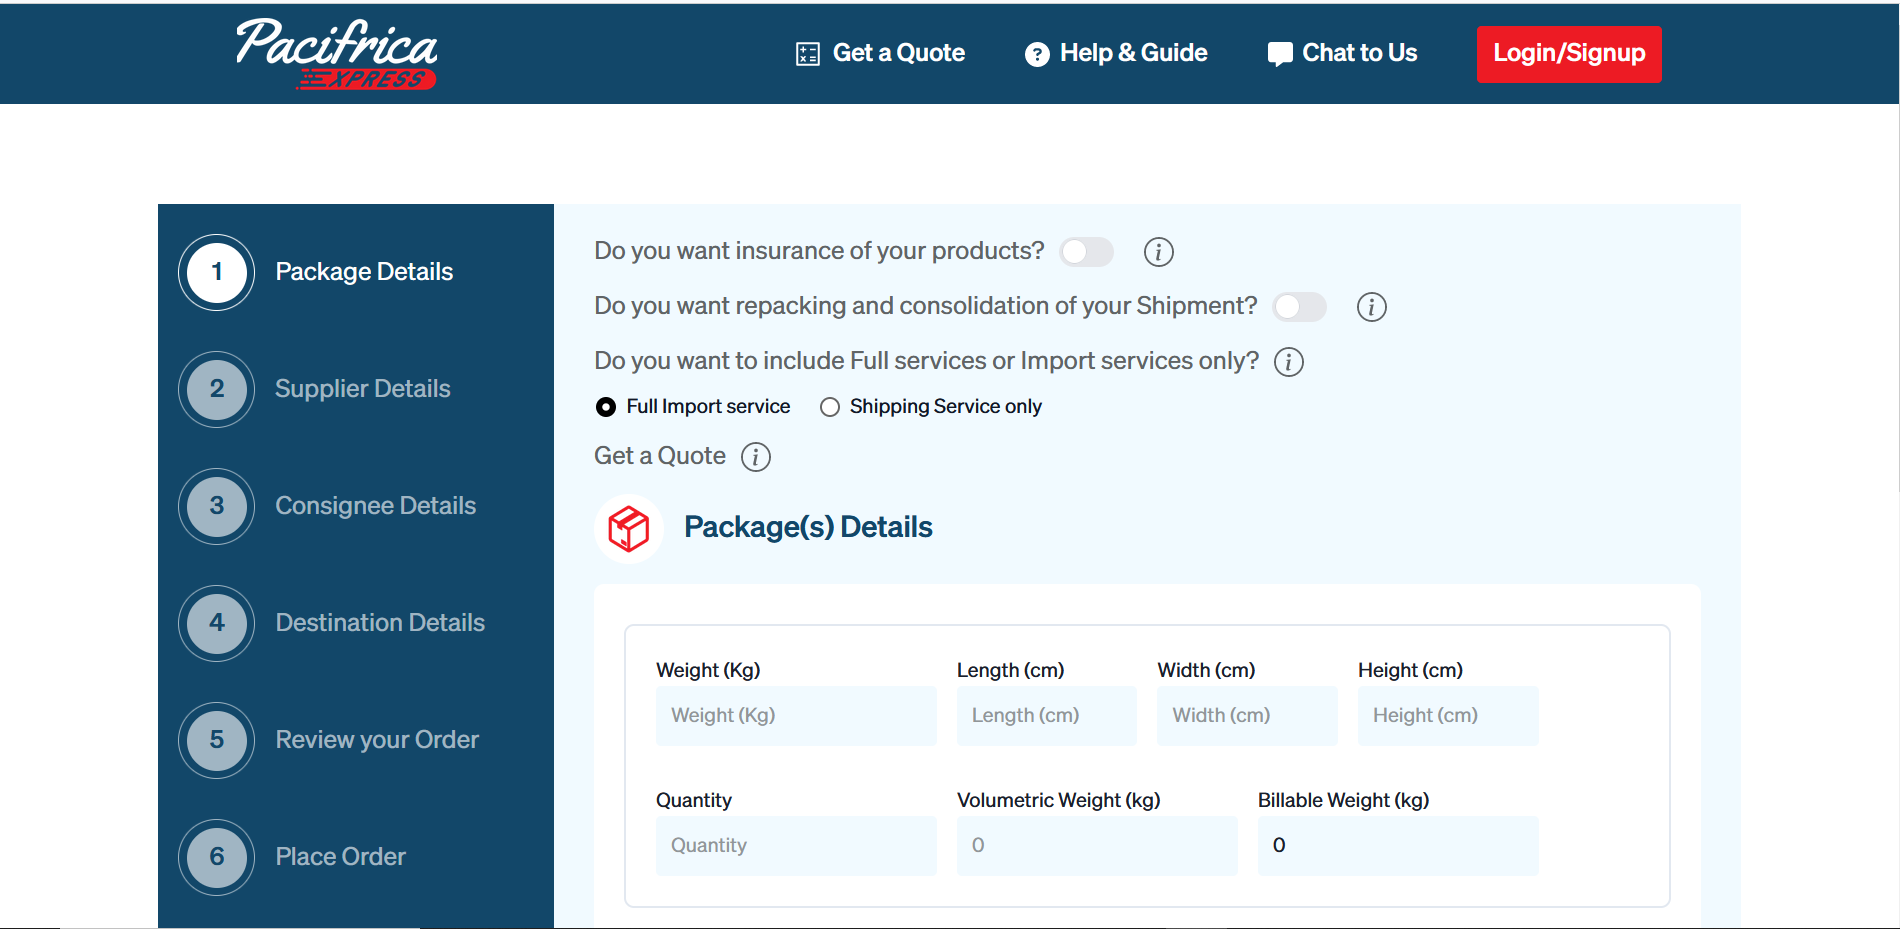 Pacifrica
XPRESS
Get a Quote
? Help & Guide
Chat to Us
Login/Signup
1 Package Details
2 Supplier Details
3 Consignee Details
4 Destination Details
5 Review your Order
6 Place Order
Do you want insurance of your products? i
Do you want repacking and consolidation of your Shipment? i
Do you want to include Full services or Import services only? i
Full Import service Shipping Service only
Get a Quote i
Package(s) Details
Weight (Kg) Length (cm) Width (cm) Height (cm)
Weight (Kg) Length (cm) Width (cm) Height (cm)
Quantity Volumetric Weight (kg) Billable Weight (kg)
Quantity 0 0